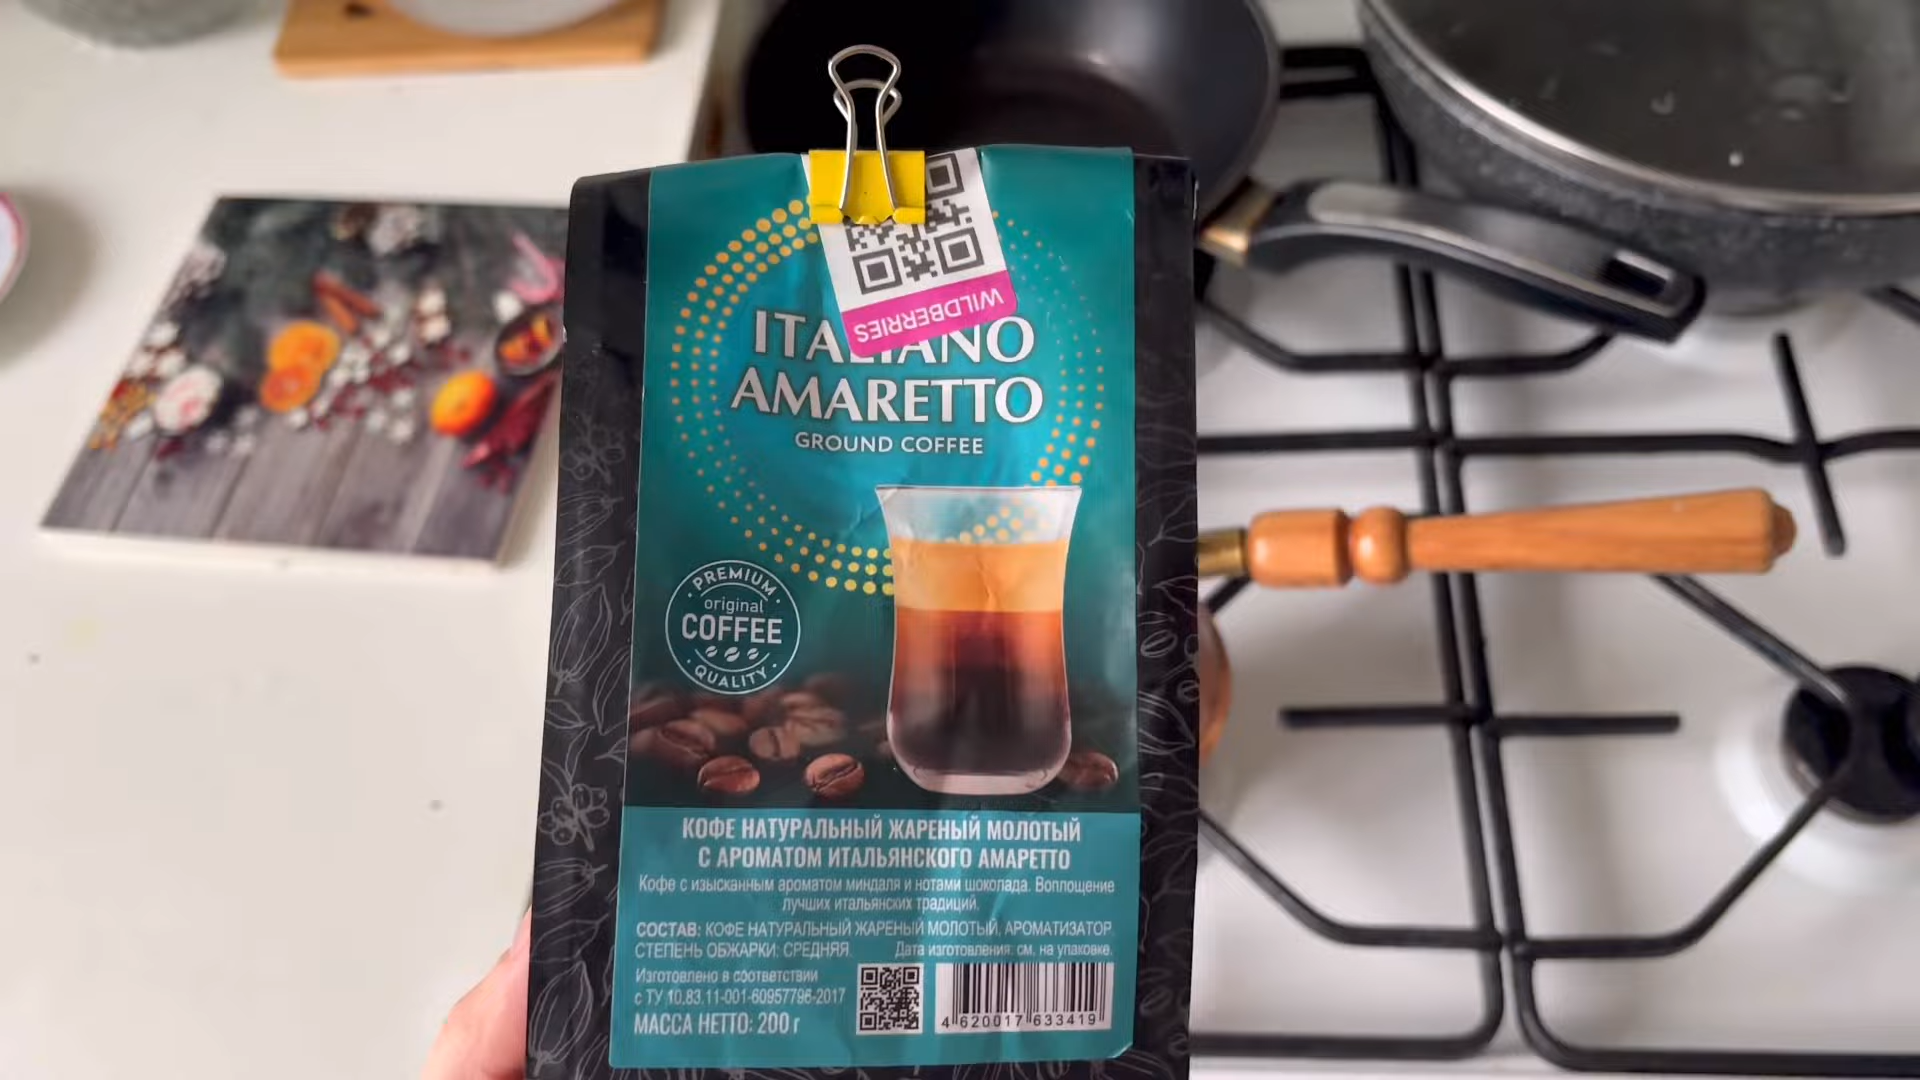 WILDBERRIES
ITALIANO
AMARETTO
GROUND COFFEE
PREMIUM
original
COFFEE
QUALITY
КОФЕ НАТУРАЛЬНЫЙ ЖАРЕНЫЙ МОЛОТЫЙ
С АРОМАТОМ ИТАЛЬЯНСКОГО АМАРЕТТО
Кофе с изысканным ароматом миндаля и нотами шоколада. Воплощение
лучших итальянских традиций.
СОСТАВ: КОФЕ НАТУРАЛЬНЫЙ ЖАРЕНЫЙ МОЛОТЫЙ, АРОМАТИЗАТОР.
СТЕПЕНЬ ОБЖАРКИ: СРЕДНЯЯ. Дата изготовления: см. на упаковке.
Изготовлено в соответствии
с ТУ 10.83.11-001-60957796-2017
МАССА НЕТТО: 200 г
4 620017 633419